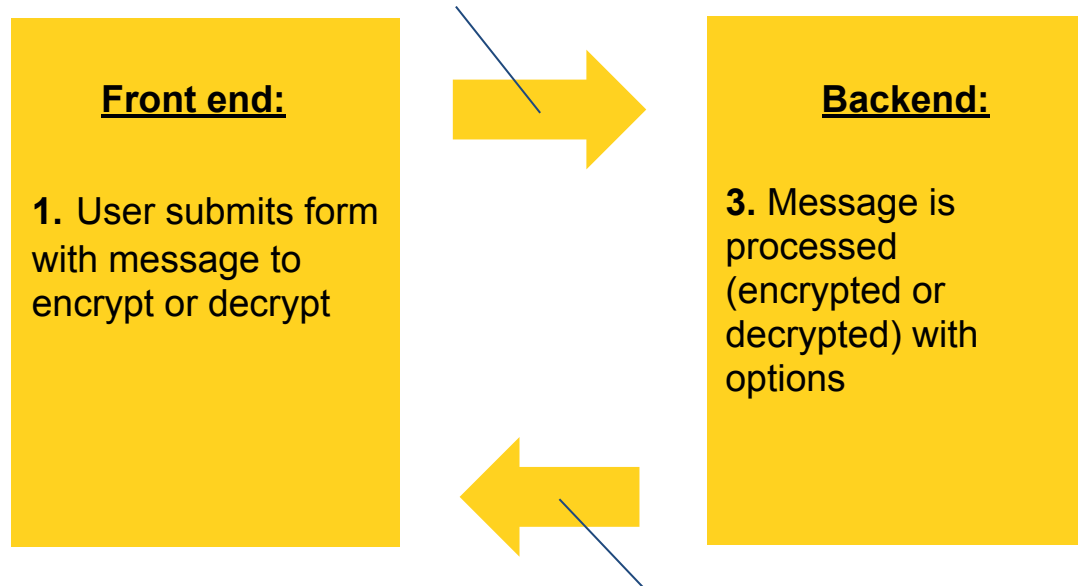 Front end:
1. User submits form
with message to
encrypt or decrypt
Backend:
3. Message is
processed
(encrypted or
decrypted) with
options